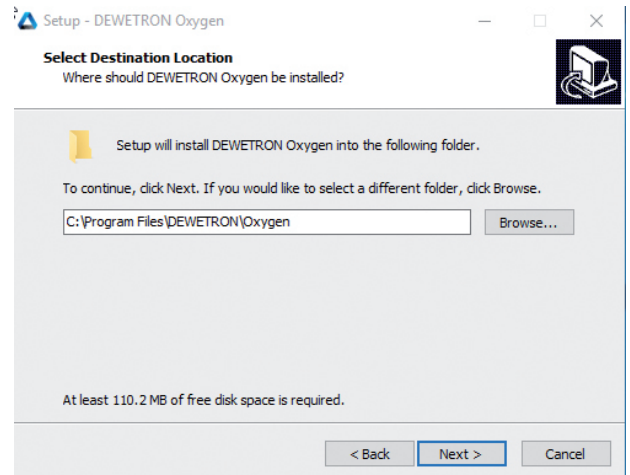 Setup - DEWETRON Oxygen
Select Destination Location
Where should DEWETRON Oxygen be installed?
Setup will install DEWETRON Oxygen into the following folder.
To continue, click Next. If you would like to select a different folder, click Browse.
C:\Program Files\DEWETRON\Oxygen
Browse...
At least 110.2 MB of free disk space is required.
< Back Next > Cancel